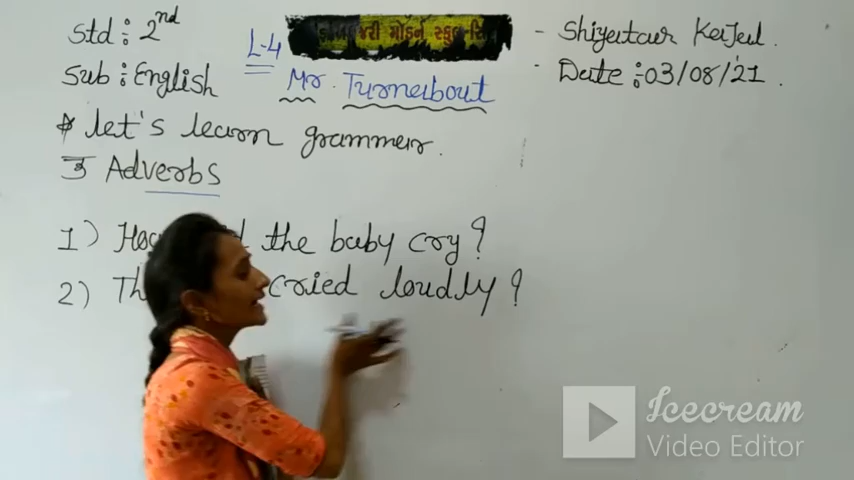 Std : 2nd
L-4
મોડર્ન સ્કૂલ
- Shiyatar Kajal.
Sub : English
Mr. Turnabout
- Date : 03/08/21.
* let's learn grammar.
→ Adverbs
1) the baby cry?
2) cried loudly?
Icecream
Video Editor